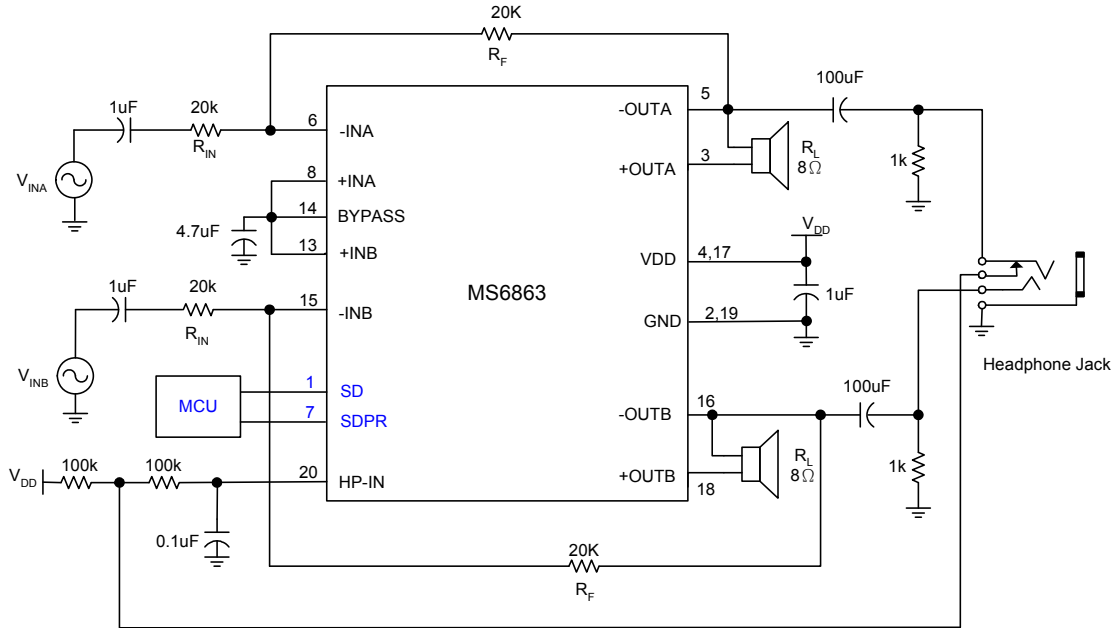 20K
R_F
100uF
1uF
20k
R_IN
V_INA
6
-INA
8
+INA
14
BYPASS
13
+INB
4.7uF
1uF
20k
R_IN
V_INB
15
-INB
MCU
1
SD
7
SDPR
V_DD
100k
100k
20
HP-IN
0.1uF
MS6863
5
-OUTA
3
+OUTA
R_L
8Ω
1k
V_DD
4,17
VDD
1uF
2,19
GND
Headphone Jack
100uF
16
-OUTB
+OUTB
18
R_L
8Ω
1k
20K
R_F